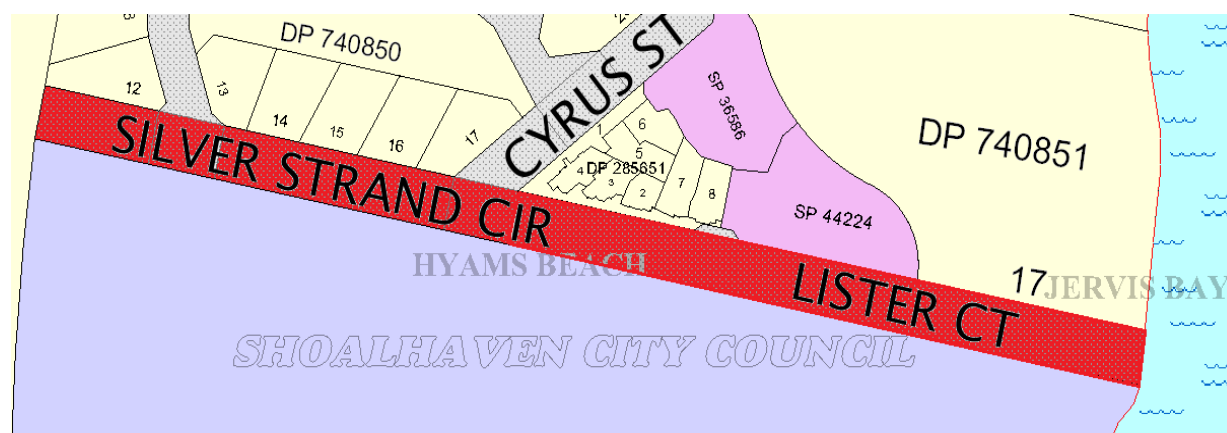 DP 740850
12
13
14
15
16
17
SILVER STRAND CIR
CYRUS ST
SP 36586
1
6
5
DP 285651
4
3
2
7
8
SP 44224
DP 740851
17
HYAMS BEACH
LISTER CT
JERVIS BAY
SHOALHAVEN CITY COUNCIL